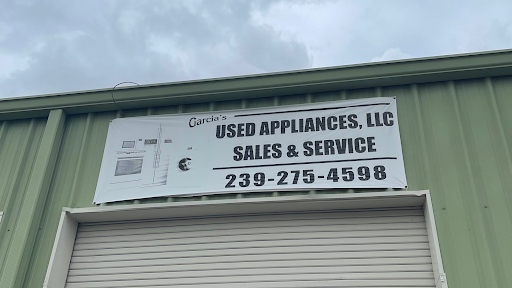 Garcia's
USED APPLIANCES, LLC
SALES & SERVICE
239-275-4598